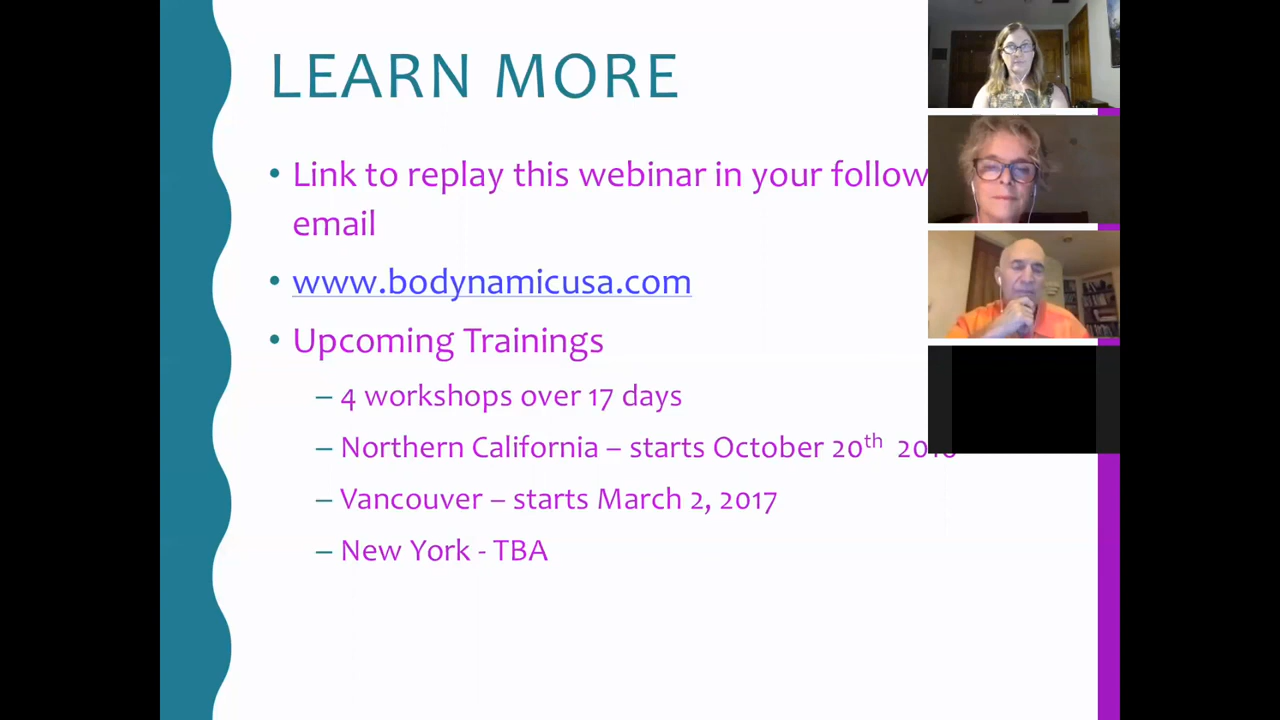 LEARN MORE
• Link to replay this webinar in your follow
email
• www.bodynamicusa.com
• Upcoming Trainings
– 4 workshops over 17 days
– Northern California – starts October 20th
– Vancouver – starts March 2, 2017
– New York - TBA